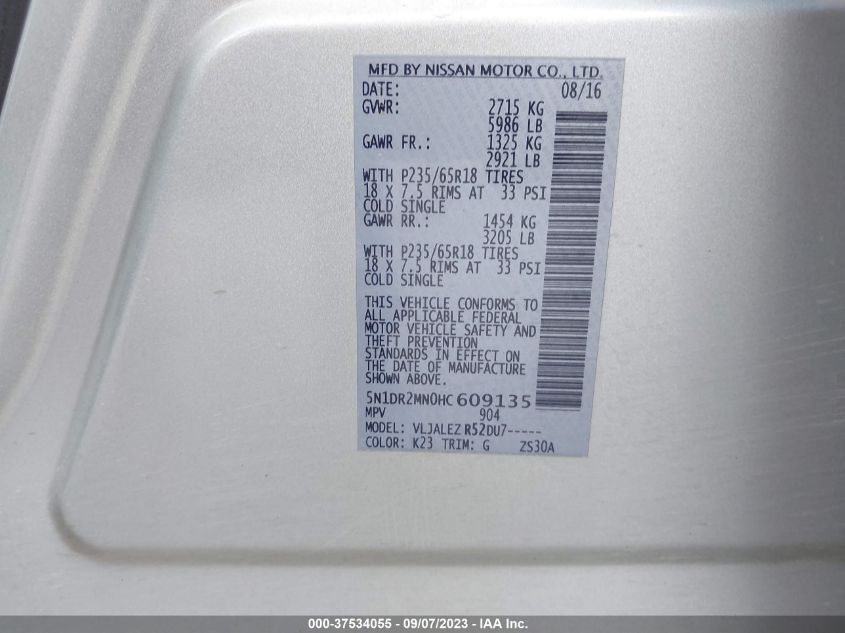 MFD BY NISSAN MOTOR CO., LTD.
DATE: 08/16
GVWR: 2715 KG
5986 LB
GAWR FR.: 1325 KG
2921 LB
WITH P235/65R18 TIRES
18 X 7.5 RIMS AT 33 PSI
COLD SINGLE
GAWR RR.: 1454 KG
3205 LB
WITH P235/65R18 TIRES
18 X 7.5 RIMS AT 33 PSI
COLD SINGLE
THIS VEHICLE CONFORMS TO
ALL APPLICABLE FEDERAL
MOTOR VEHICLE SAFETY AND
THEFT PREVENTION
STANDARDS IN EFFECT ON
THE DATE OF MANUFACTURE
SHOWN ABOVE.
5N1DR2MN0HC609135
MPV 904
MODEL: VLJALEZ R52DU7-----
COLOR: K23 TRIM: G ZS30A
000-37534055 - 09/07/2023 - IAA Inc.